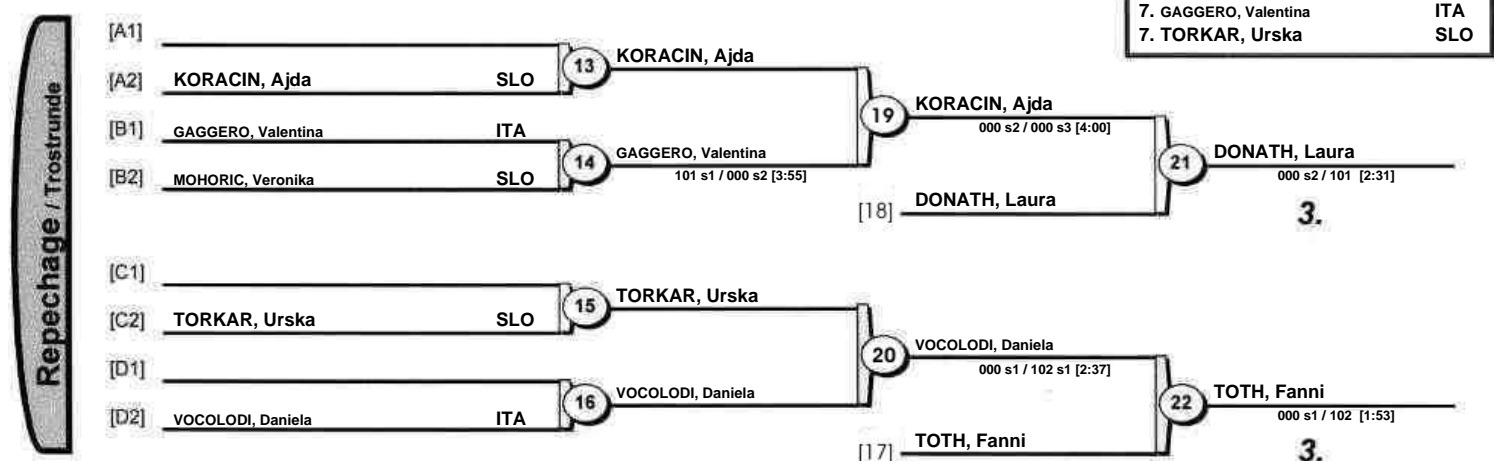 7. GAGGERO, Valentina ITA
7. TORKAR, Urska SLO
Repechage / Trostrunde
[A1]
[A2] KORACIN, Ajda SLO
13 KORACIN, Ajda
[B1] GAGGERO, Valentina ITA
[B2] MOHORIC, Veronika SLO
14 GAGGERO, Valentina
101 s1 / 000 s2 [3:55]
19 KORACIN, Ajda
000 s2 / 000 s3 [4:00]
[18] DONATH, Laura
21 DONATH, Laura
000 s2 / 101 [2:31]
3.
[C1]
[C2] TORKAR, Urska SLO
15 TORKAR, Urska
[D1]
[D2] VOCOLODI, Daniela ITA
16 VOCOLODI, Daniela
20 VOCOLODI, Daniela
000 s1 / 102 s1 [2:37]
[17] TOTH, Fanni
22 TOTH, Fanni
000 s1 / 102 [1:53]
3.